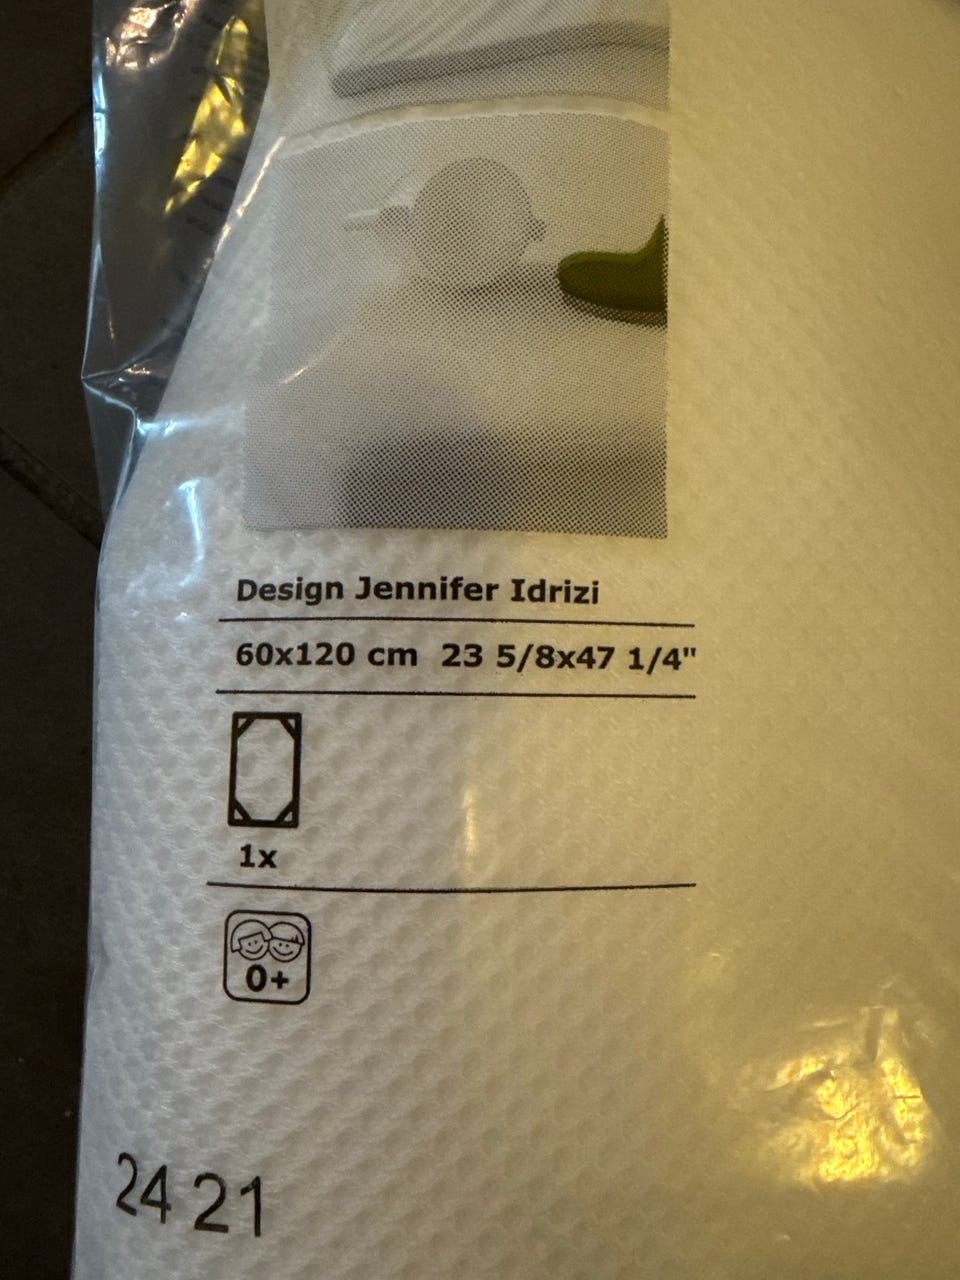 Design Jennifer Idrizi
60x120 cm 23 5/8x47 1/4"
1x
0+
24 21